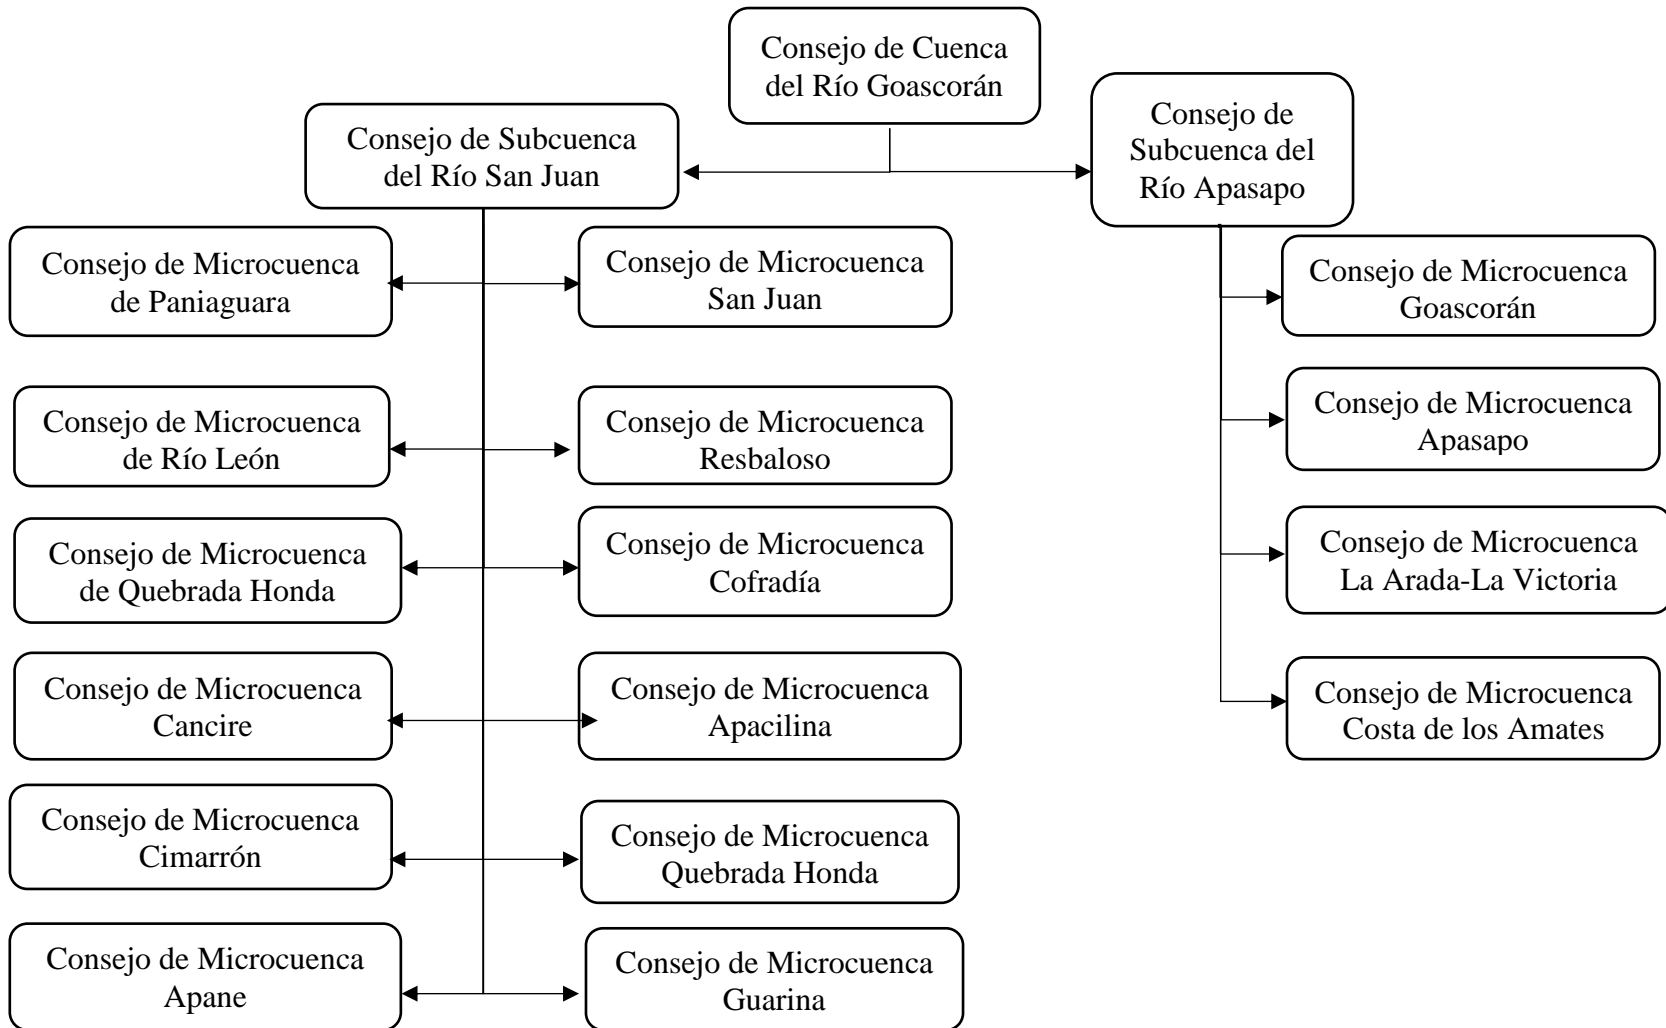 Consejo de Cuenca
del Río Goascorán
Consejo de Subcuenca
del Río San Juan
Consejo de
Subcuenca del
Río Apasapo
Consejo de Microcuenca
de Paniaguara
Consejo de Microcuenca
San Juan
Consejo de Microcuenca
Goascorán
Consejo de Microcuenca
de Río León
Consejo de Microcuenca
Resbaloso
Consejo de Microcuenca
Apasapo
Consejo de Microcuenca
de Quebrada Honda
Consejo de Microcuenca
Cofradía
Consejo de Microcuenca
La Arada-La Victoria
Consejo de Microcuenca
Cancire
Consejo de Microcuenca
Apacilina
Consejo de Microcuenca
Costa de los Amates
Consejo de Microcuenca
Cimarrón
Consejo de Microcuenca
Quebrada Honda
Consejo de Microcuenca
Apane
Consejo de Microcuenca
Guarina